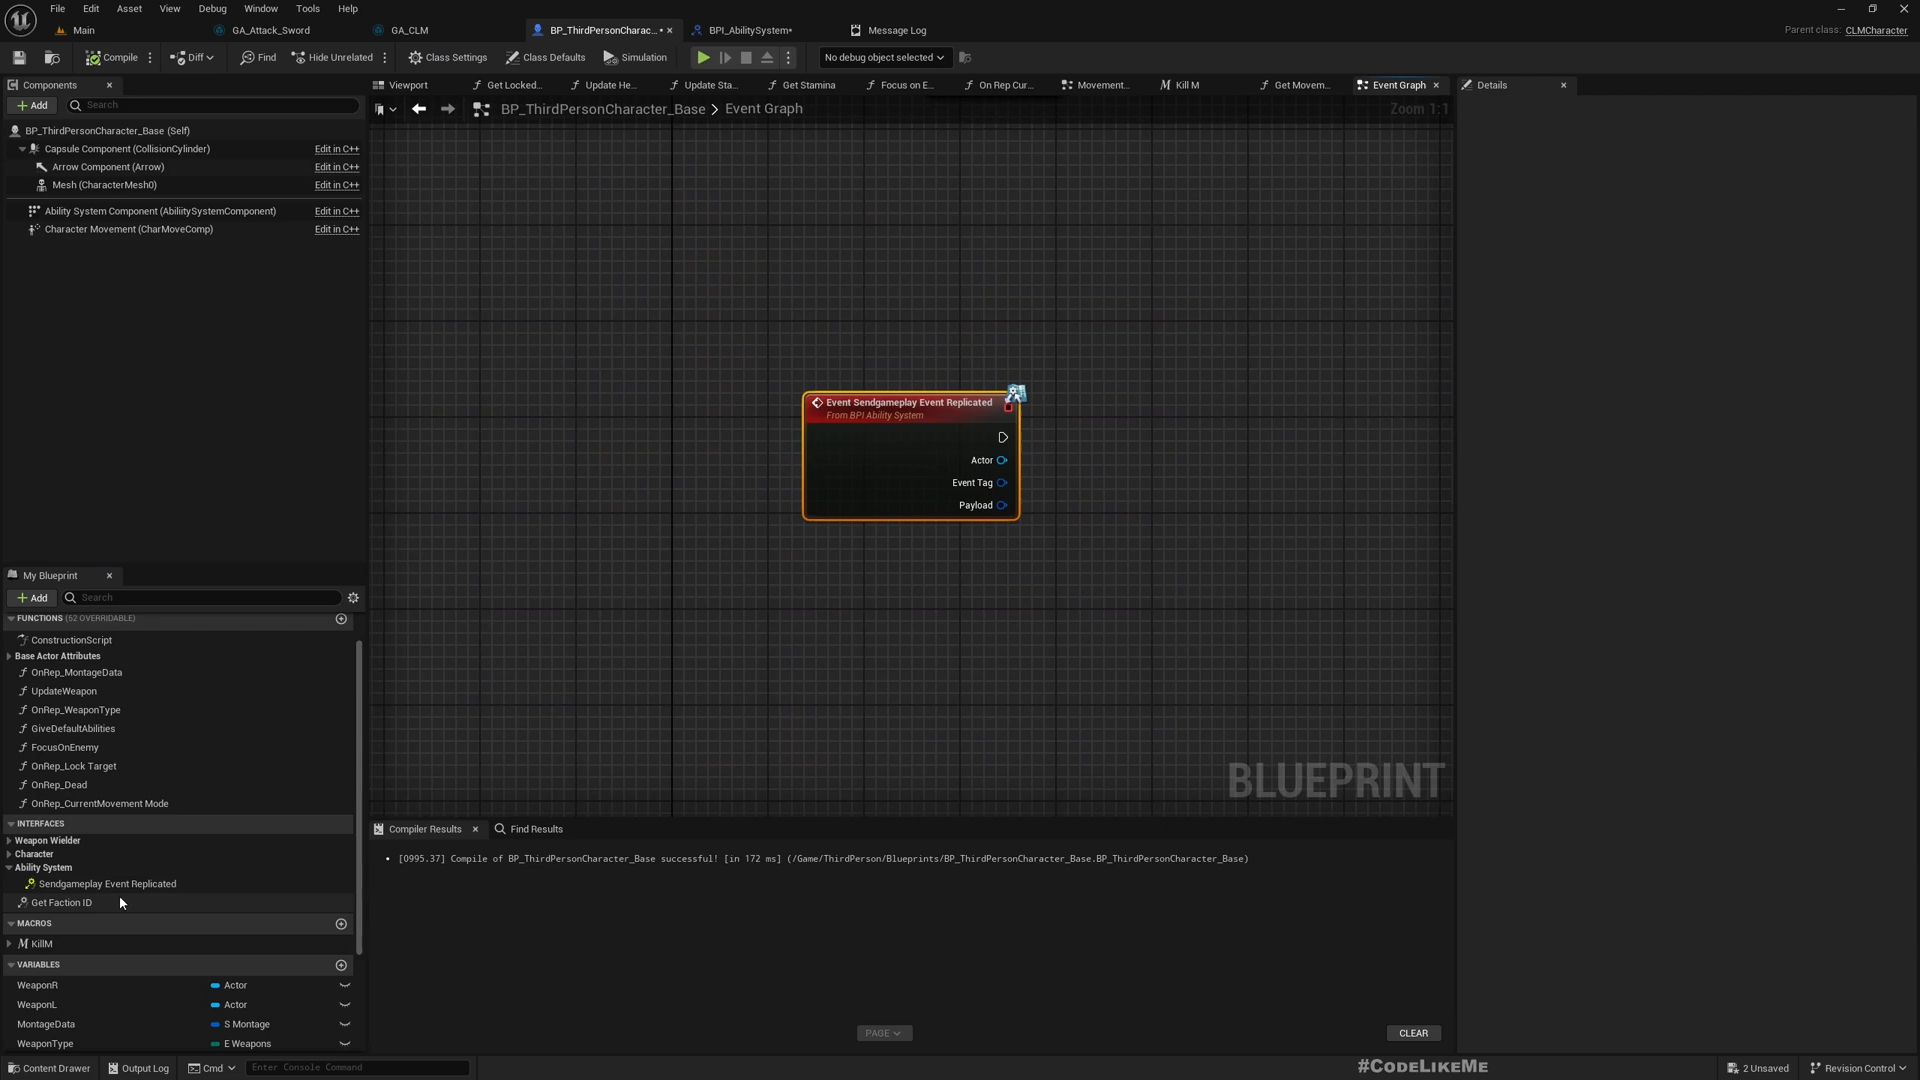 File Edit Asset View Debug Window Tools Help
Main GA_Attack_Sword GA_CLM BP_ThirdPersonCharac...• BPI_AbilitySystem• Message Log Parent class: CLMCharacter
Compile Diff Find Hide Unrelated Class Settings Class Defaults Simulation No debug object selected
Components Viewport Get Locked... Update He... Update Sta... Get Stamina Focus on E... On Rep Cur... Movement... Kill M Get Movem... Event Graph Details
+ Add Search BP_ThirdPersonCharacter_Base > Event Graph Zoom 1:1
BP_ThirdPersonCharacter_Base (Self)
Capsule Component (CollisionCylinder) Edit in C++
Arrow Component (Arrow) Edit in C++
Mesh (CharacterMesh0) Edit in C++
Ability System Component (AbiliitySystemComponent) Edit in C++
Character Movement (CharMoveComp) Edit in C++
Event Sendgameplay Event Replicated
From BPI Ability System
Actor
Event Tag
Payload
BLUEPRINT
My Blueprint
+ Add Search
FUNCTIONS (52 OVERRIDABLE)
ConstructionScript
Base Actor Attributes
OnRep_MontageData
UpdateWeapon
OnRep_WeaponType
GiveDefaultAbilities
FocusOnEnemy
OnRep_Lock Target
OnRep_Dead
OnRep_CurrentMovement Mode
INTERFACES
Weapon Wielder
Character
Ability System
Sendgameplay Event Replicated
Get Faction ID
MACROS
KillM
VARIABLES
WeaponR Actor
WeaponL Actor
MontageData S Montage
WeaponType E Weapons
Compiler Results Find Results
• [0995.37] Compile of BP_ThirdPersonCharacter_Base successful! [in 172 ms] (/Game/ThirdPerson/Blueprints/BP_ThirdPersonCharacter_Base.BP_ThirdPersonCharacter_Base)
PAGE CLEAR
Content Drawer Output Log Cmd Enter Console Command #CODELIKEME 2 Unsaved Revision Control